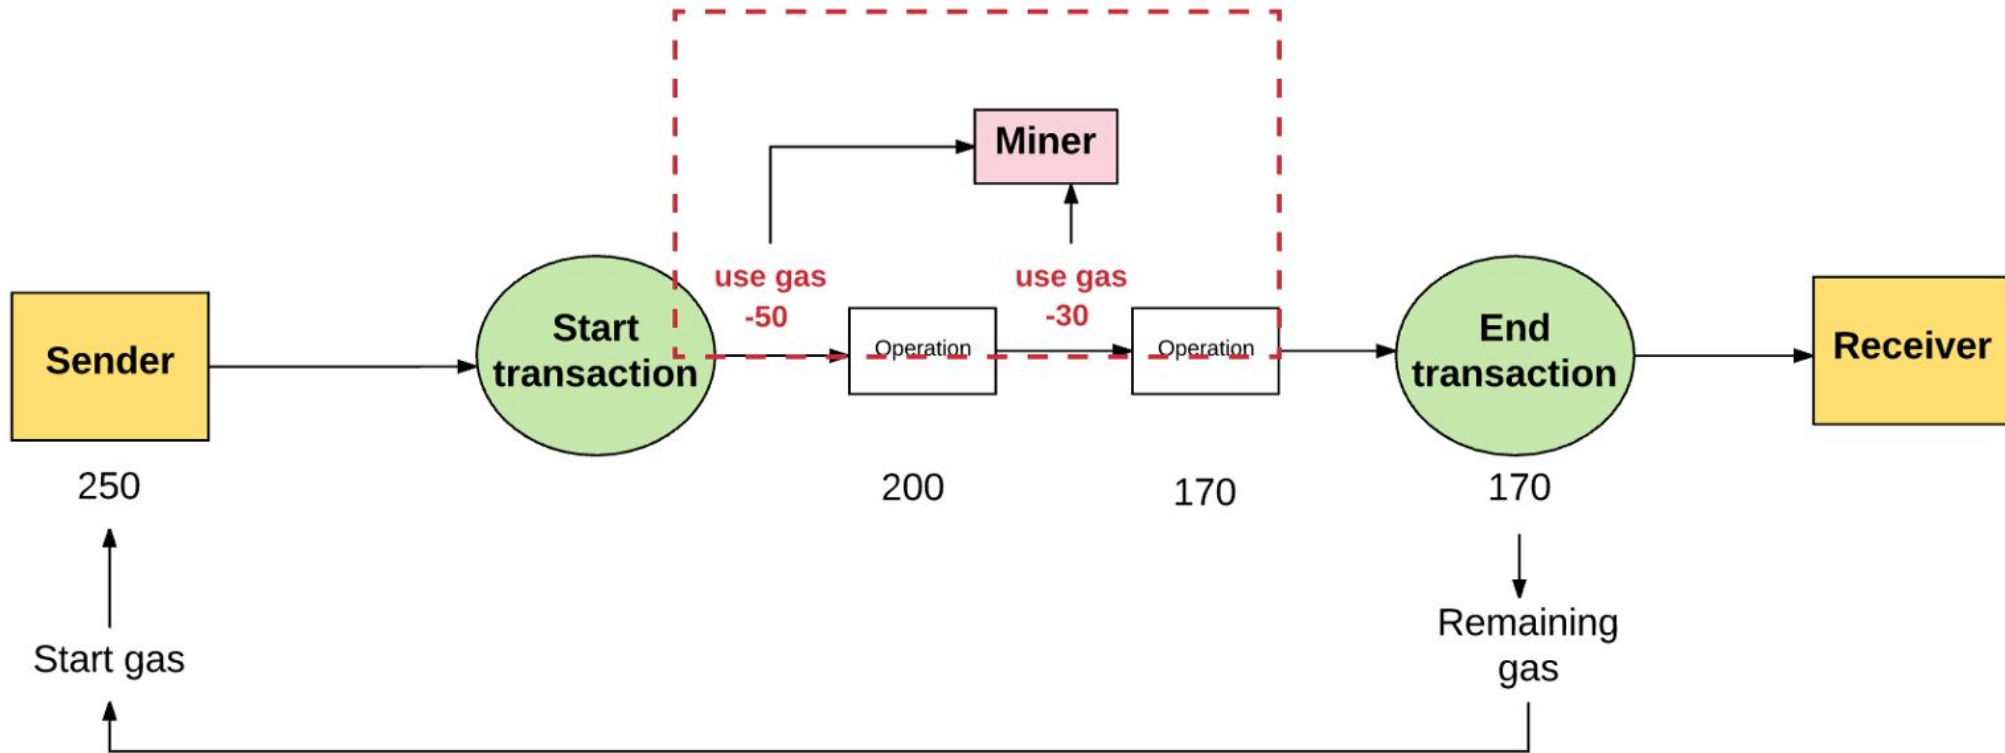 Miner
use gas
-50
use gas
-30
Sender
Start
transaction
Operation
Operation
End
transaction
Receiver
250
200
170
170
Start gas
Remaining
gas